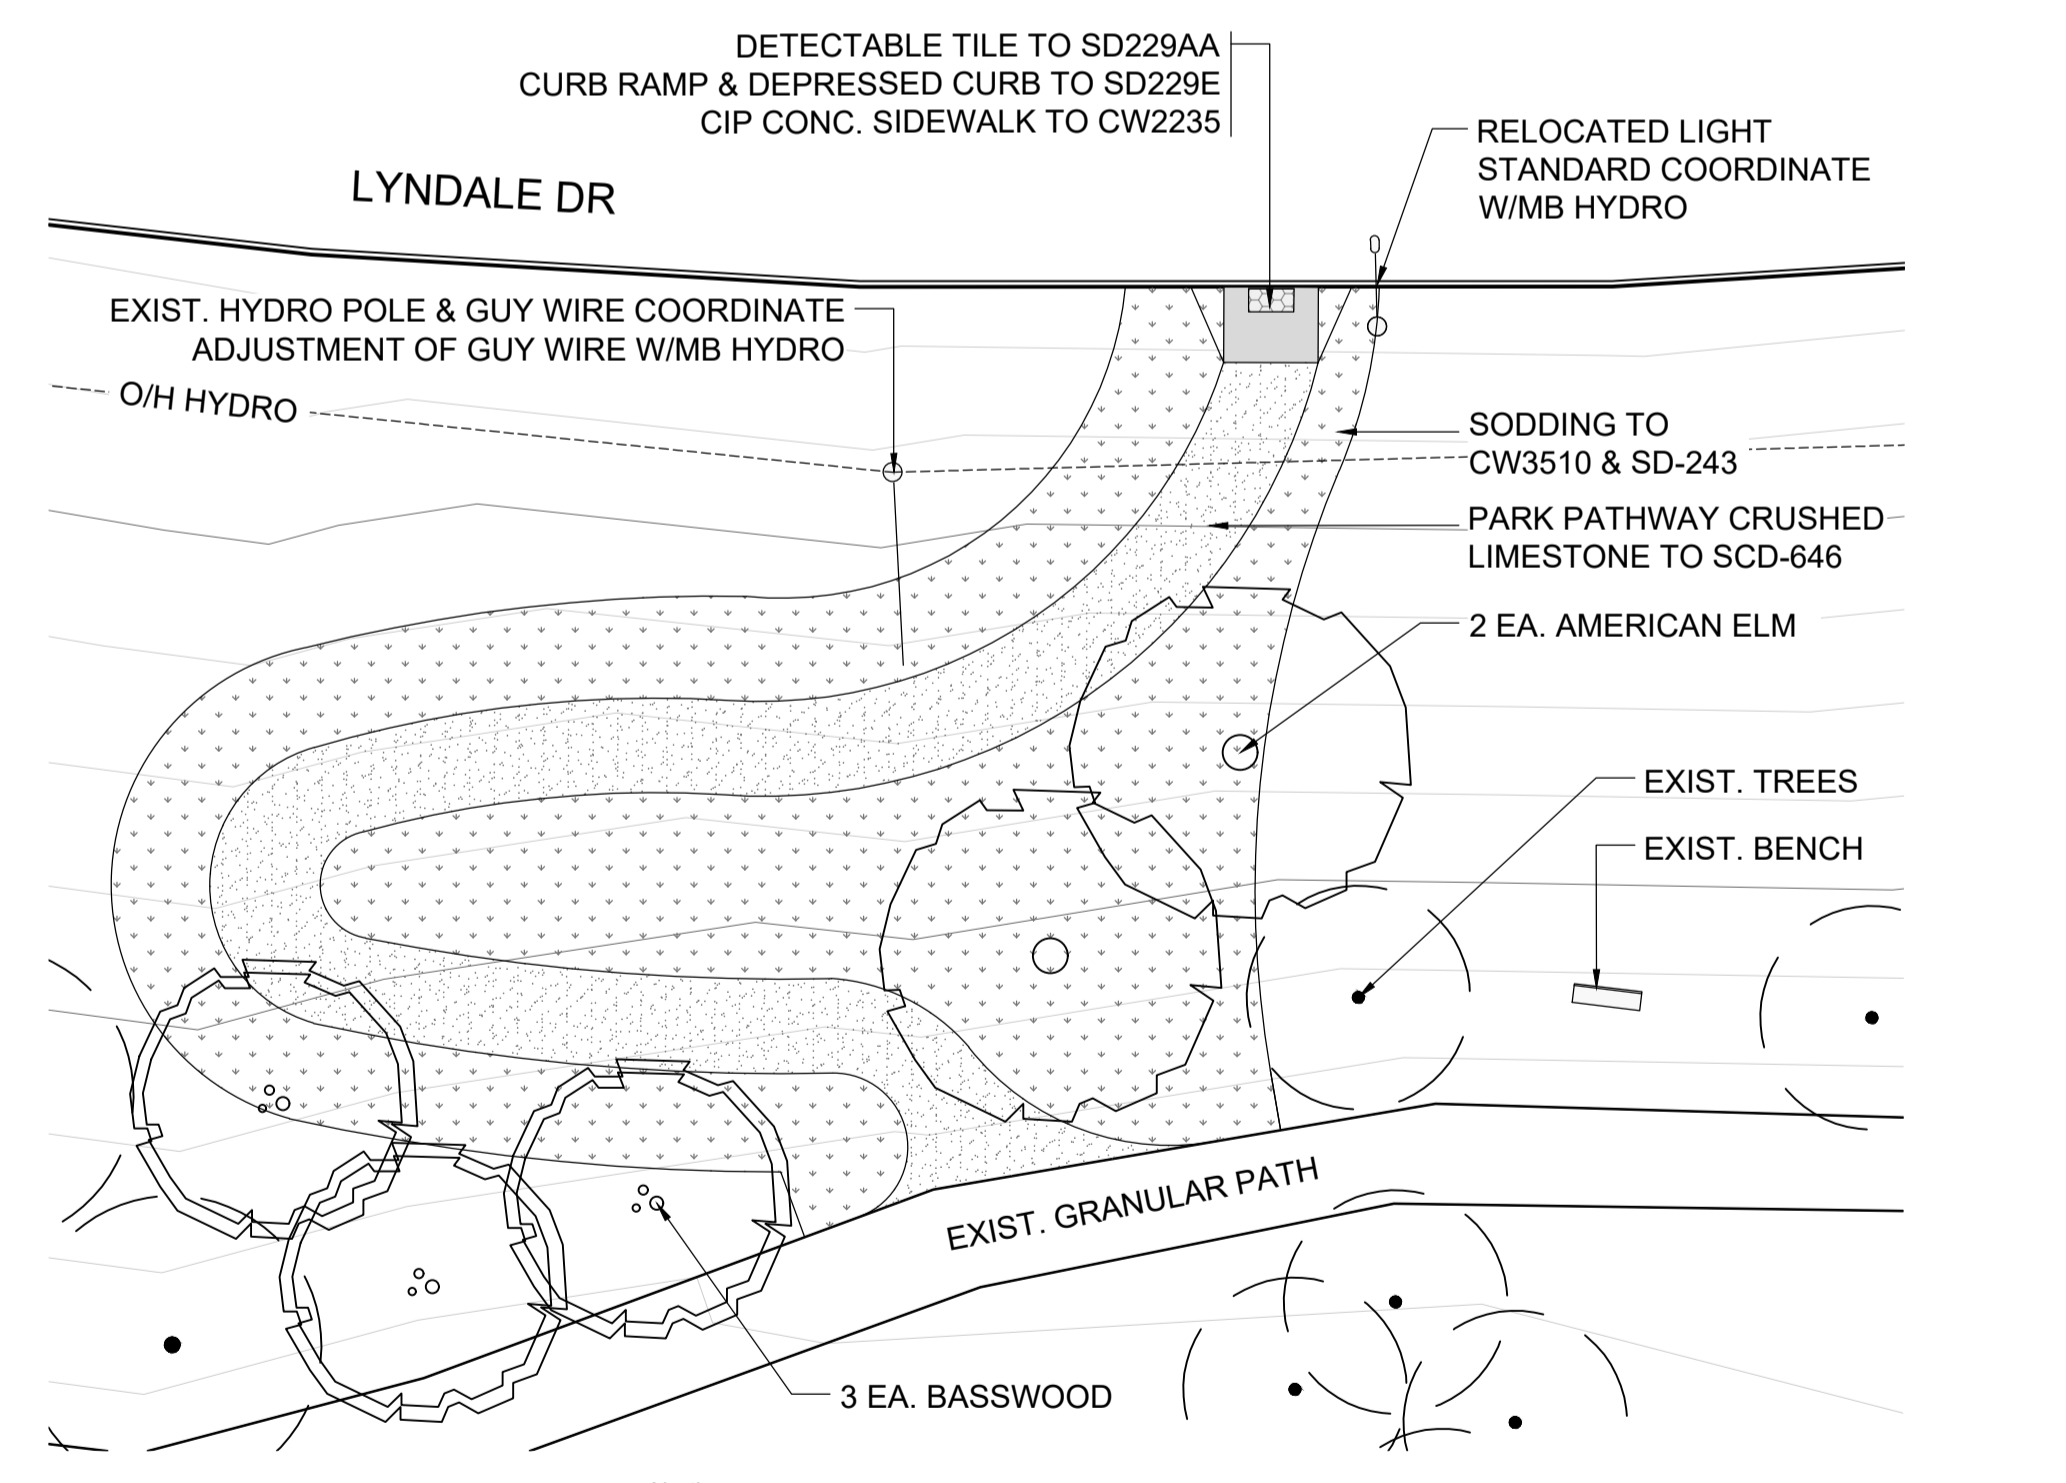 DETECTABLE TILE TO SD229AA
CURB RAMP & DEPRESSED CURB TO SD229E
CIP CONC. SIDEWALK TO CW2235
RELOCATED LIGHT
STANDARD COORDINATE
W/MB HYDRO
LYNDALE DR
EXIST. HYDRO POLE & GUY WIRE COORDINATE
ADJUSTMENT OF GUY WIRE W/MB HYDRO
O/H HYDRO
SODDING TO
CW3510 & SD-243
PARK PATHWAY CRUSHED
LIMESTONE TO SCD-646
2 EA. AMERICAN ELM
EXIST. TREES
EXIST. BENCH
EXIST. GRANULAR PATH
3 EA. BASSWOOD